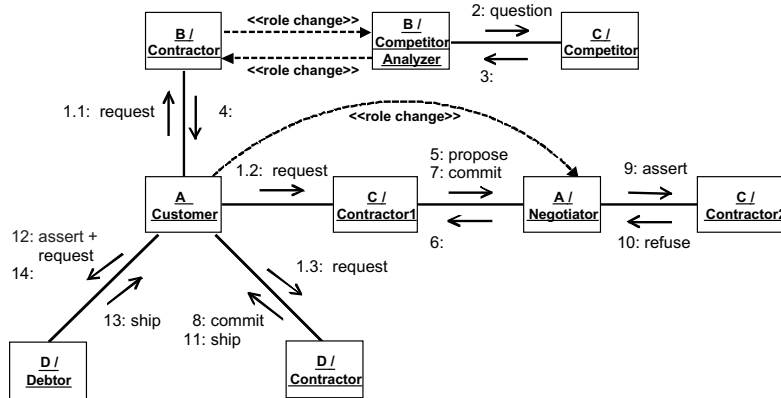 <<role change>>
B /
Contractor
B /
Competitor
Analyzer
2: question
C /
Competitor
<<role change>>
3:
1.1: request
4:
<<role change>>
1.2: request
5: propose
7: commit
9: assert
A
Customer
C /
Contractor1
A /
Negotiator
C /
Contractor2
6:
10: refuse
12: assert +
request
14:
1.3: request
13: ship
8: commit
11: ship
D /
Debtor
D /
Contractor